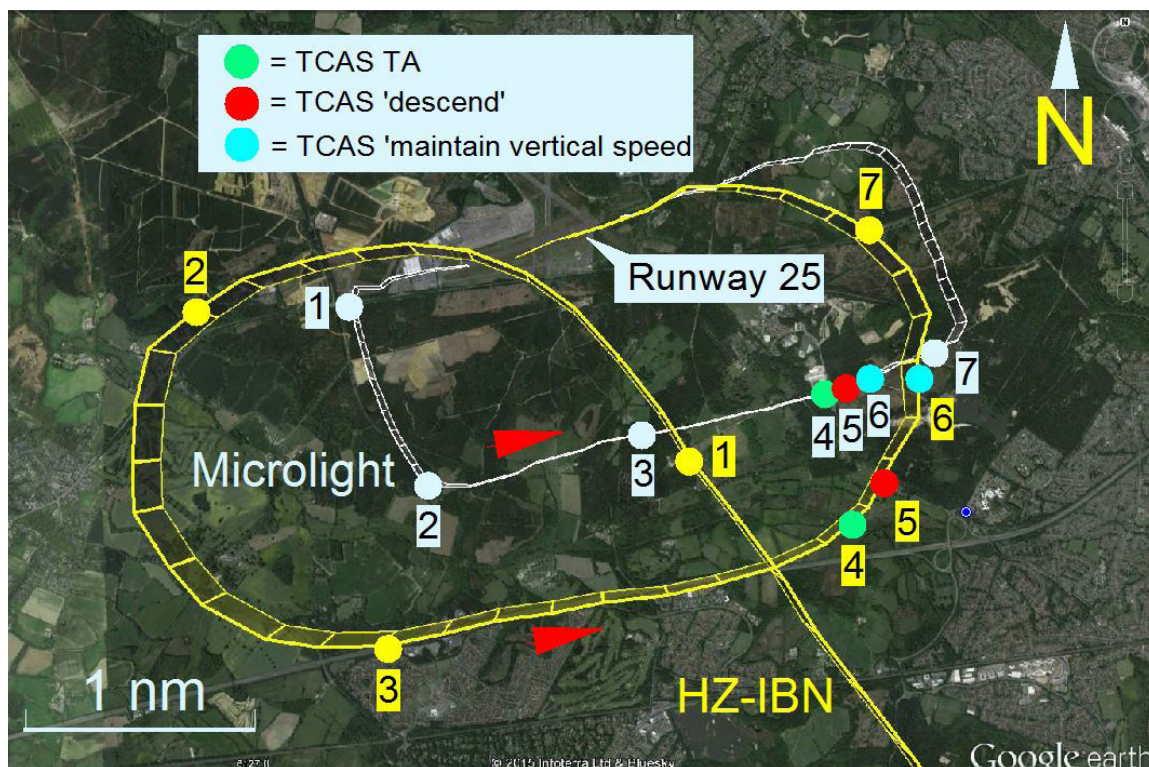 = TCAS TA
= TCAS 'descend'
= TCAS 'maintain vertical speed
N
N
7
2
1
Runway 25
7
4
5
6
6
3
1
Microlight
2
5
4
3
1 nm
HZ-IBN
© 2015 Infoterra Ltd & Bluesky
Google earth